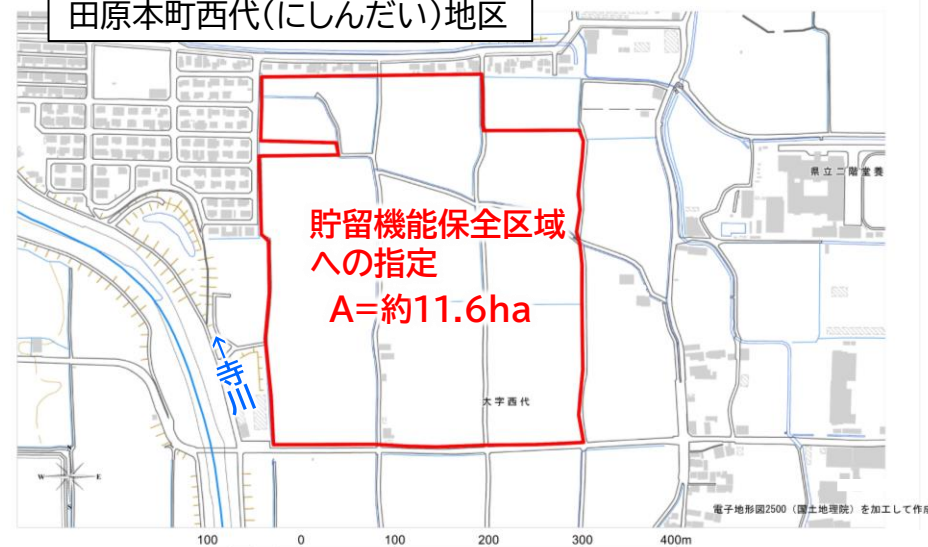 田原本町西代(にしんだい)地区
県立二階堂養
貯留機能保全区域
への指定
A=約11.6ha
←寺川
大字西代
W E
電子地形図2500(国土地理院)を加工して作成
100 0 100 200 300 400m